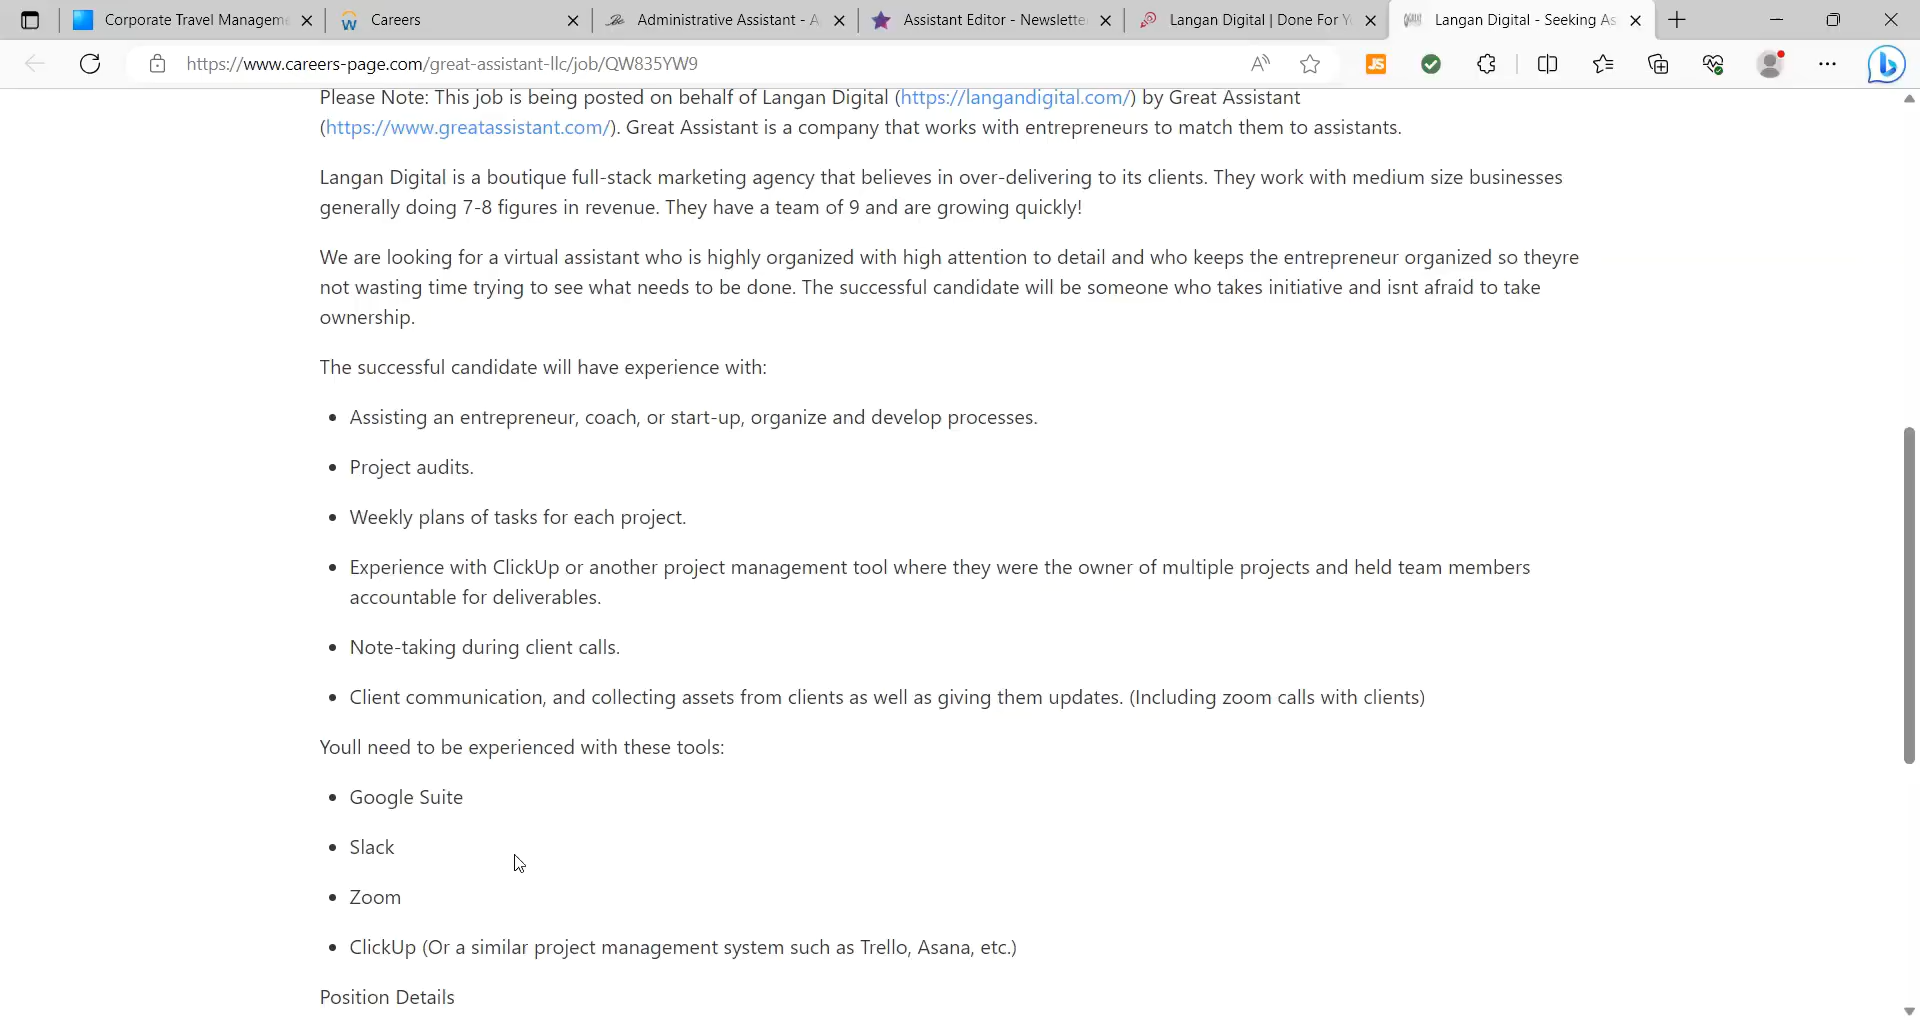 Corporate Travel Managem
Careers
Administrative Assistant - A
Assistant Editor - Newslette
Langan Digital | Done For Y
Langan Digital - Seeking As
https://www.careers-page.com/great-assistant-llc/job/QW835YW9
A
JS
b
Please Note: This job is being posted on behalf of Langan Digital (https://langandigital.com/) by Great Assistant
(https://www.greatassistant.com/). Great Assistant is a company that works with entrepreneurs to match them to assistants.
Langan Digital is a boutique full-stack marketing agency that believes in over-delivering to its clients. They work with medium size businesses
generally doing 7-8 figures in revenue. They have a team of 9 and are growing quickly!
We are looking for a virtual assistant who is highly organized with high attention to detail and who keeps the entrepreneur organized so theyre
not wasting time trying to see what needs to be done. The successful candidate will be someone who takes initiative and isnt afraid to take
ownership.
The successful candidate will have experience with:
• Assisting an entrepreneur, coach, or start-up, organize and develop processes.
• Project audits.
• Weekly plans of tasks for each project.
• Experience with ClickUp or another project management tool where they were the owner of multiple projects and held team members
accountable for deliverables.
• Note-taking during client calls.
• Client communication, and collecting assets from clients as well as giving them updates. (Including zoom calls with clients)
Youll need to be experienced with these tools:
• Google Suite
• Slack
• Zoom
• ClickUp (Or a similar project management system such as Trello, Asana, etc.)
Position Details